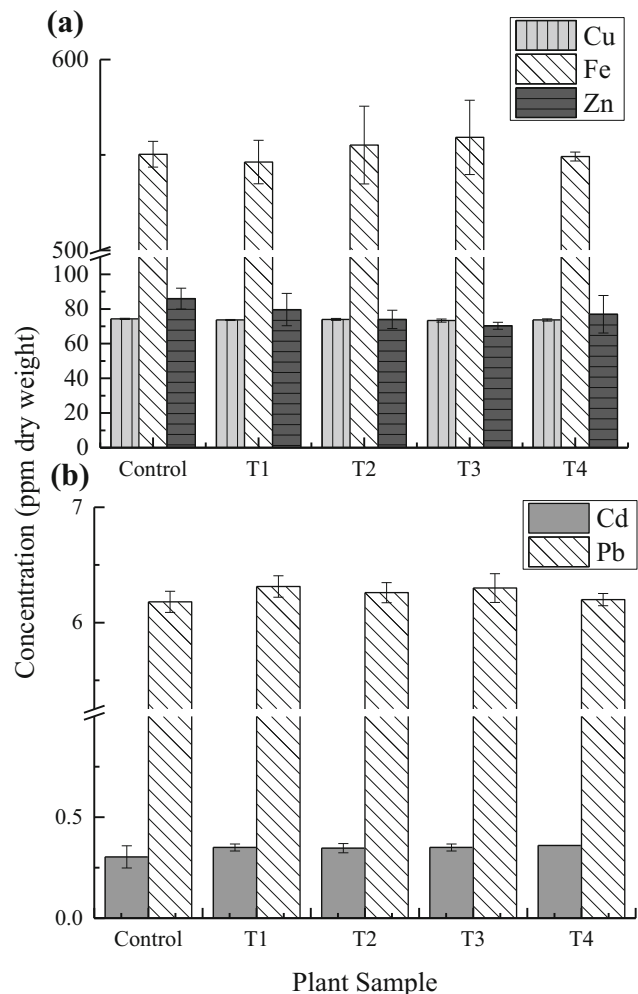 (a)
Cu
Fe
Zn
600
500
100
80
60
40
20
0
Control T1 T2 T3 T4
(b)
Cd
Pb
7
6
0.5
0.0
Control T1 T2 T3 T4
Concentration (ppm dry weight)
Plant Sample